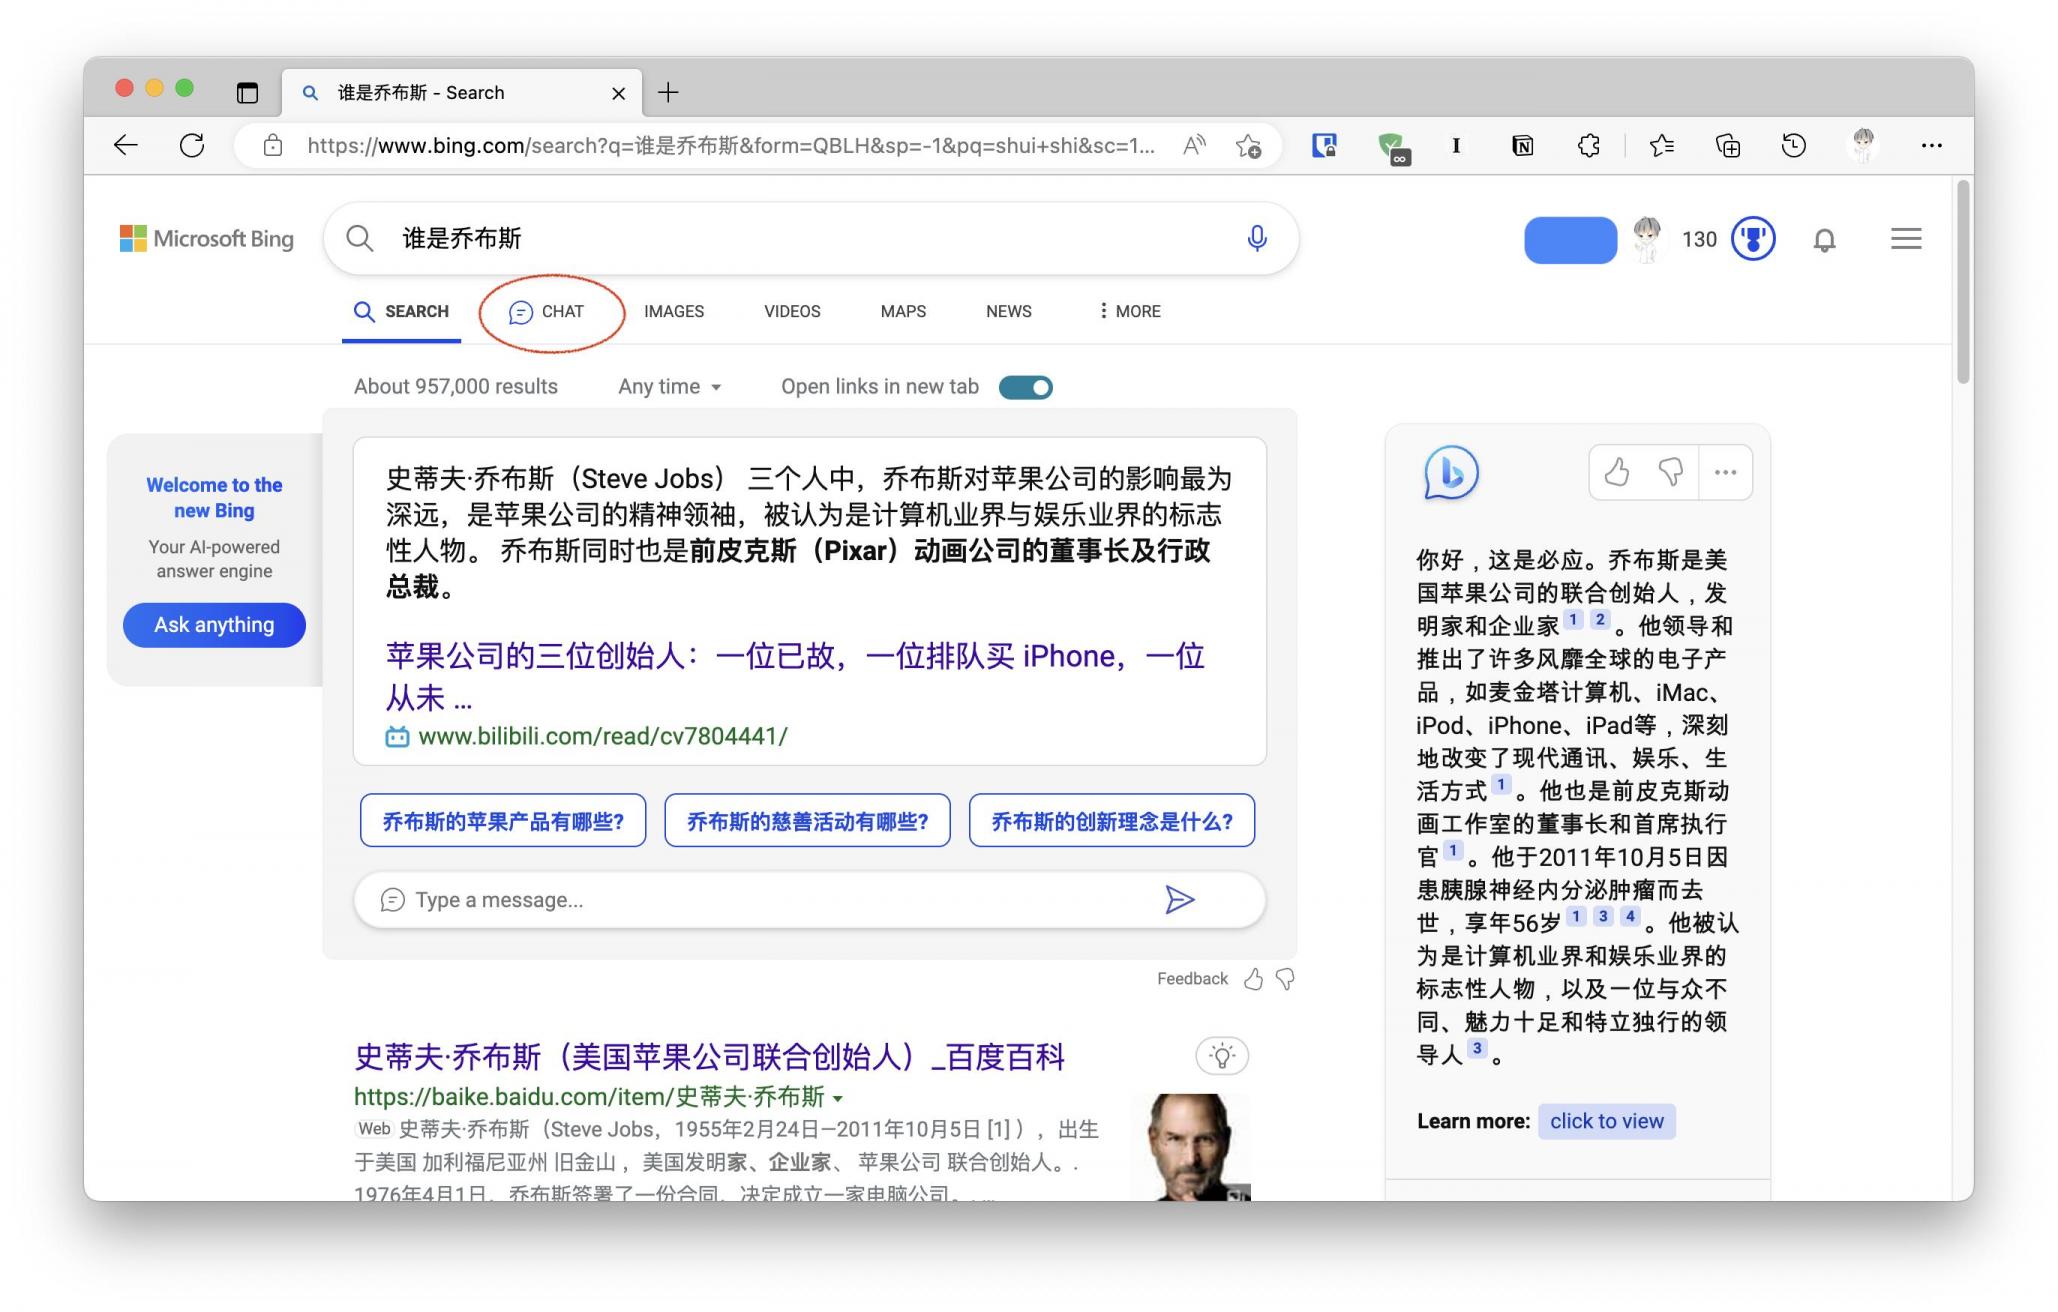 谁是乔布斯 - Search
https://www.bing.com/search?q=谁是乔布斯&form=QBLH&sp=-1&pq=shui+shi&sc=1...
Microsoft Bing
谁是乔布斯
130
SEARCH
CHAT
IMAGES
VIDEOS
MAPS
NEWS
MORE
About 957,000 results
Any time
Open links in new tab
Welcome to the
new Bing
Your AI-powered
answer engine
Ask anything
史蒂夫·乔布斯（Steve Jobs） 三个人中，乔布斯对苹果公司的影响最为
深远，是苹果公司的精神领袖，被认为是计算机业界与娱乐业界的标志
性人物。 乔布斯同时也是前皮克斯（Pixar）动画公司的董事长及行政
总裁。
苹果公司的三位创始人：一位已故，一位排队买 iPhone，一位
从未 ...
www.bilibili.com/read/cv7804441/
乔布斯的苹果产品有哪些?
乔布斯的慈善活动有哪些?
乔布斯的创新理念是什么?
Type a message...
Feedback
史蒂夫·乔布斯（美国苹果公司联合创始人）_百度百科
https://baike.baidu.com/item/史蒂夫·乔布斯
Web 史蒂夫·乔布斯（Steve Jobs，1955年2月24日—2011年10月5日 [1] ），出生
于美国 加利福尼亚州 旧金山 ，美国发明家、企业家、 苹果公司 联合创始人。.
1976年4月1日，乔布斯签署了一份合同，决定成立一家电脑公司。. ...
你好，这是必应。乔布斯是美
国苹果公司的联合创始人，发
明家和企业家 1 2 。他领导和
推出了许多风靡全球的电子产
品，如麦金塔计算机、iMac、
iPod、iPhone、iPad等，深刻
地改变了现代通讯、娱乐、生
活方式 1 。他也是前皮克斯动
画工作室的董事长和首席执行
官 1 。他于2011年10月5日因
患胰腺神经内分泌肿瘤而去
世，享年56岁 1 3 4 。他被认
为是计算机业界和娱乐业界的
标志性人物，以及一位与众不
同、魅力十足和特立独行的领
导人 3 。
Learn more: click to view